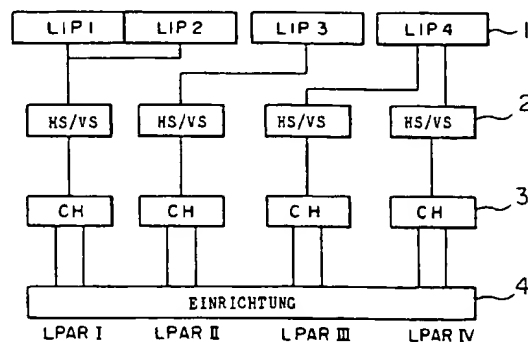 LIP1 LIP2 LIP3 LIP4 1
HS/VS HS/VS HS/VS HS/VS 2
CH CH CH CH 3
EINRICHTUNG 4
LPAR I LPAR II LPAR III LPAR IV